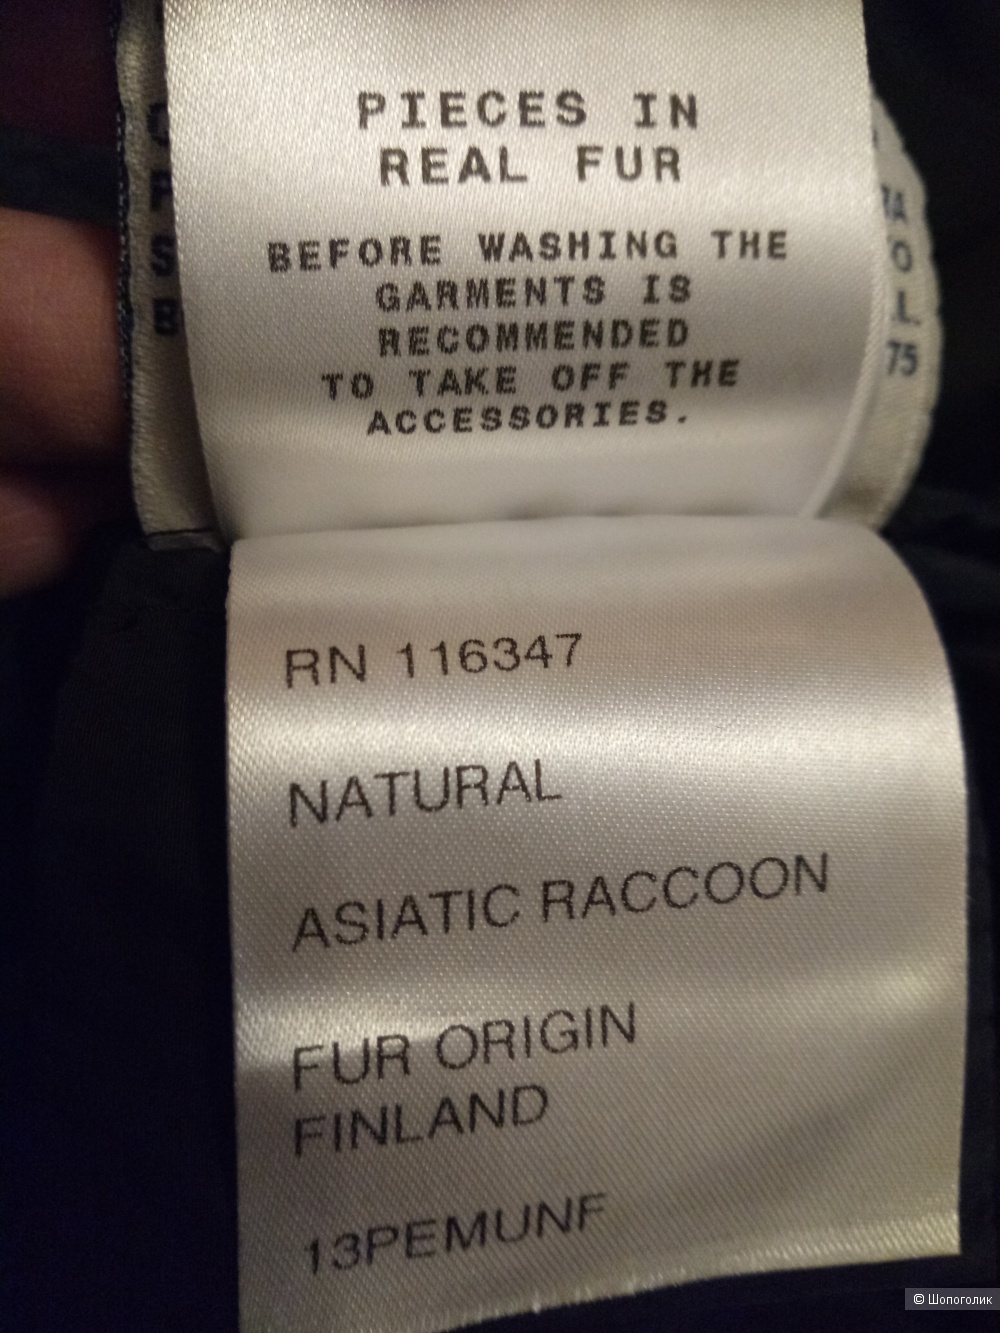 PIECES IN
REAL FUR
BEFORE WASHING THE
GARMENTS IS
RECOMMENDED
TO TAKE OFF THE
ACCESSORIES.
75
RN 116347
NATURAL
ASIATIC RACCOON
FUR ORIGIN
FINLAND
13PEMUNF
© Шопоголик